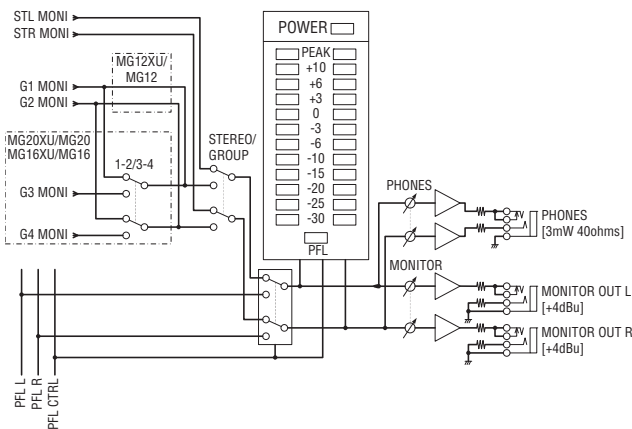 STL MONI
STR MONI
G1 MONI
G2 MONI
MG12XU/
MG12
MG20XU/MG20
MG16XU/MG16
1-2/3-4
G3 MONI
G4 MONI
STEREO/
GROUP
POWER
PEAK
+10
+6
+3
0
-3
-6
-10
-15
-20
-25
-30
PFL
PHONES
PHONES
[3mW 40ohms]
MONITOR
MONITOR OUT L
[+4dBu]
MONITOR OUT R
[+4dBu]
PFL L
PFL R
PFL CTRL